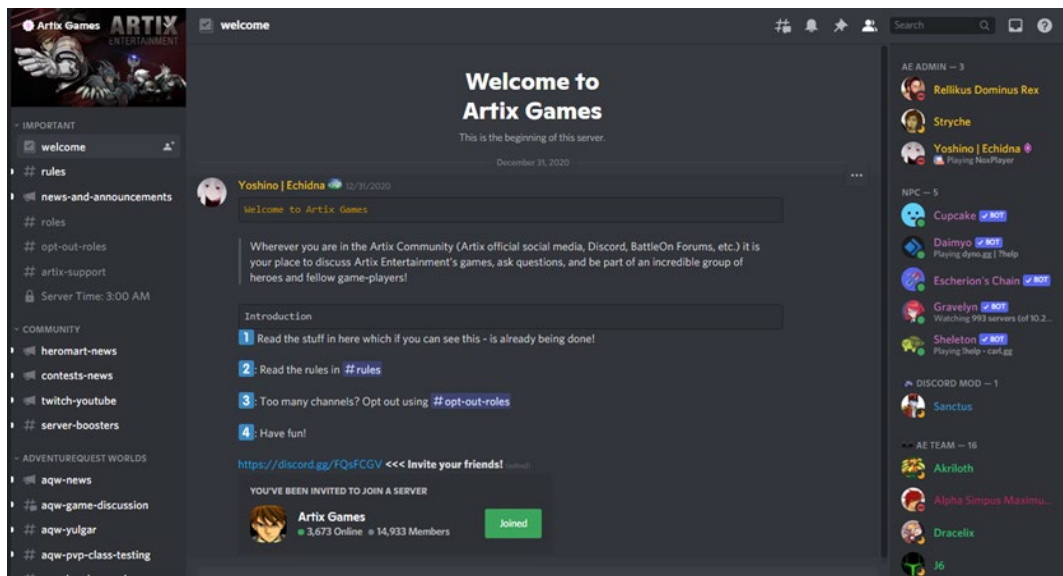 Artix Games
ARTIX
ENTERTAINMENT
IMPORTANT
welcome
rules
news-and-announcements
roles
opt-out-roles
artix-support
Server Time: 3:00 AM
COMMUNITY
heromart-news
contests-news
twitch-youtube
server-boosters
ADVENTUREQUEST WORLDS
aqw-news
aqw-game-discussion
aqw-yulgar
aqw-pvp-class-testing
welcome
Search
Welcome to
Artix Games
This is the beginning of this server.
December 31, 2020
Yoshino | Echidna 12/31/2020
Welcome to Artix Games
Wherever you are in the Artix Community (Artix official social media, Discord, BattleOn Forums, etc.) it is
your place to discuss Artix Entertainment's games, ask questions, and be part of an incredible group of
heroes and fellow game-players!
Introduction
1 Read the stuff in here which if you can see this - is already being done!
2: Read the rules in #rules
3: Too many channels? Opt out using #opt-out-roles
4: Have fun!
https://discord.gg/FQsFCGV <<< Invite your friends! (edited)
YOU'VE BEEN INVITED TO JOIN A SERVER
Artix Games
3,673 Online 14,933 Members
Joined
AE ADMIN — 3
Rellikus Dominus Rex
Stryche
Yoshino | Echidna
Playing NoxPlayer
NPC — 5
Cupcake BOT
Daimyo BOT
Playing dyno.gg | ?help
Escherion's Chain BOT
Gravelyn BOT
Watching 993 servers (of 10.2...
Sheleton BOT
Playing !help - carl.gg
DISCORD MOD — 1
Sanctus
AE TEAM — 16
Akriloth
Alpha Simpus Maximu...
Dracelix
J6